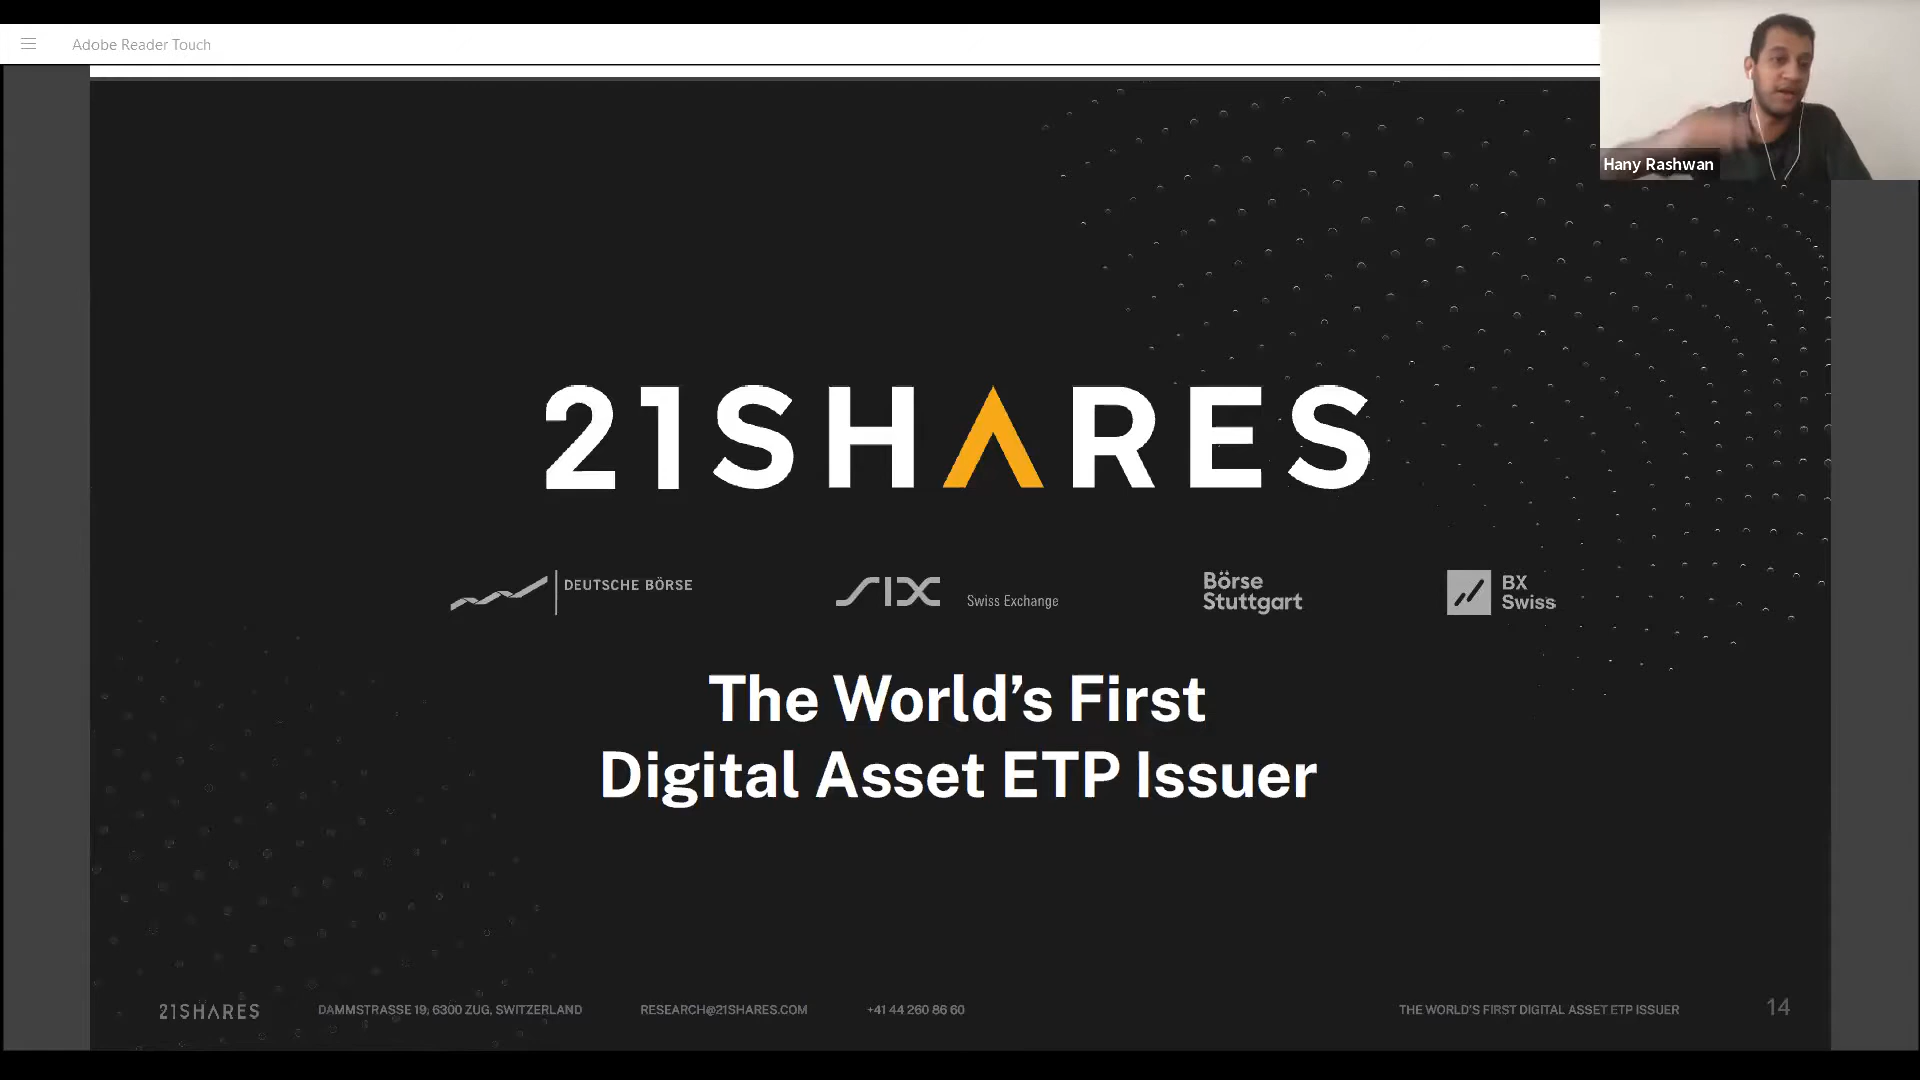 Adobe Reader Touch
Hany Rashwan
21SHARES
DEUTSCHE BÖRSE
SIX Swiss Exchange
Börse
Stuttgart
BX
Swiss
The World’s First
Digital Asset ETP Issuer
21SHARES DAMMSTRASSE 19, 6300 ZUG, SWITZERLAND RESEARCH@21SHARES.COM +41 44 260 86 60 THE WORLD'S FIRST DIGITAL ASSET ETP ISSUER 14